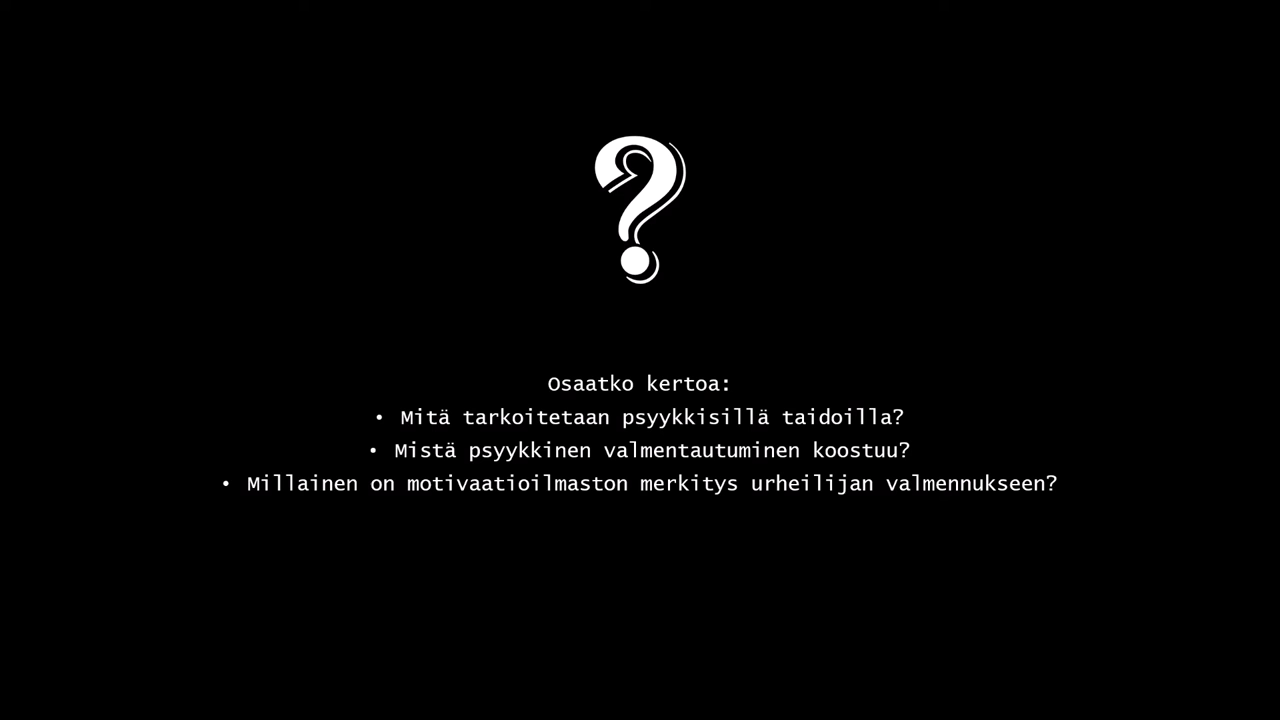 ?
Osaatko kertoa:
• Mitä tarkoitetaan psyykkisillä taidoilla?
• Mistä psyykkinen valmentautuminen koostuu?
• Millainen on motivaatioilmaston merkitys urheilijan valmennukseen?